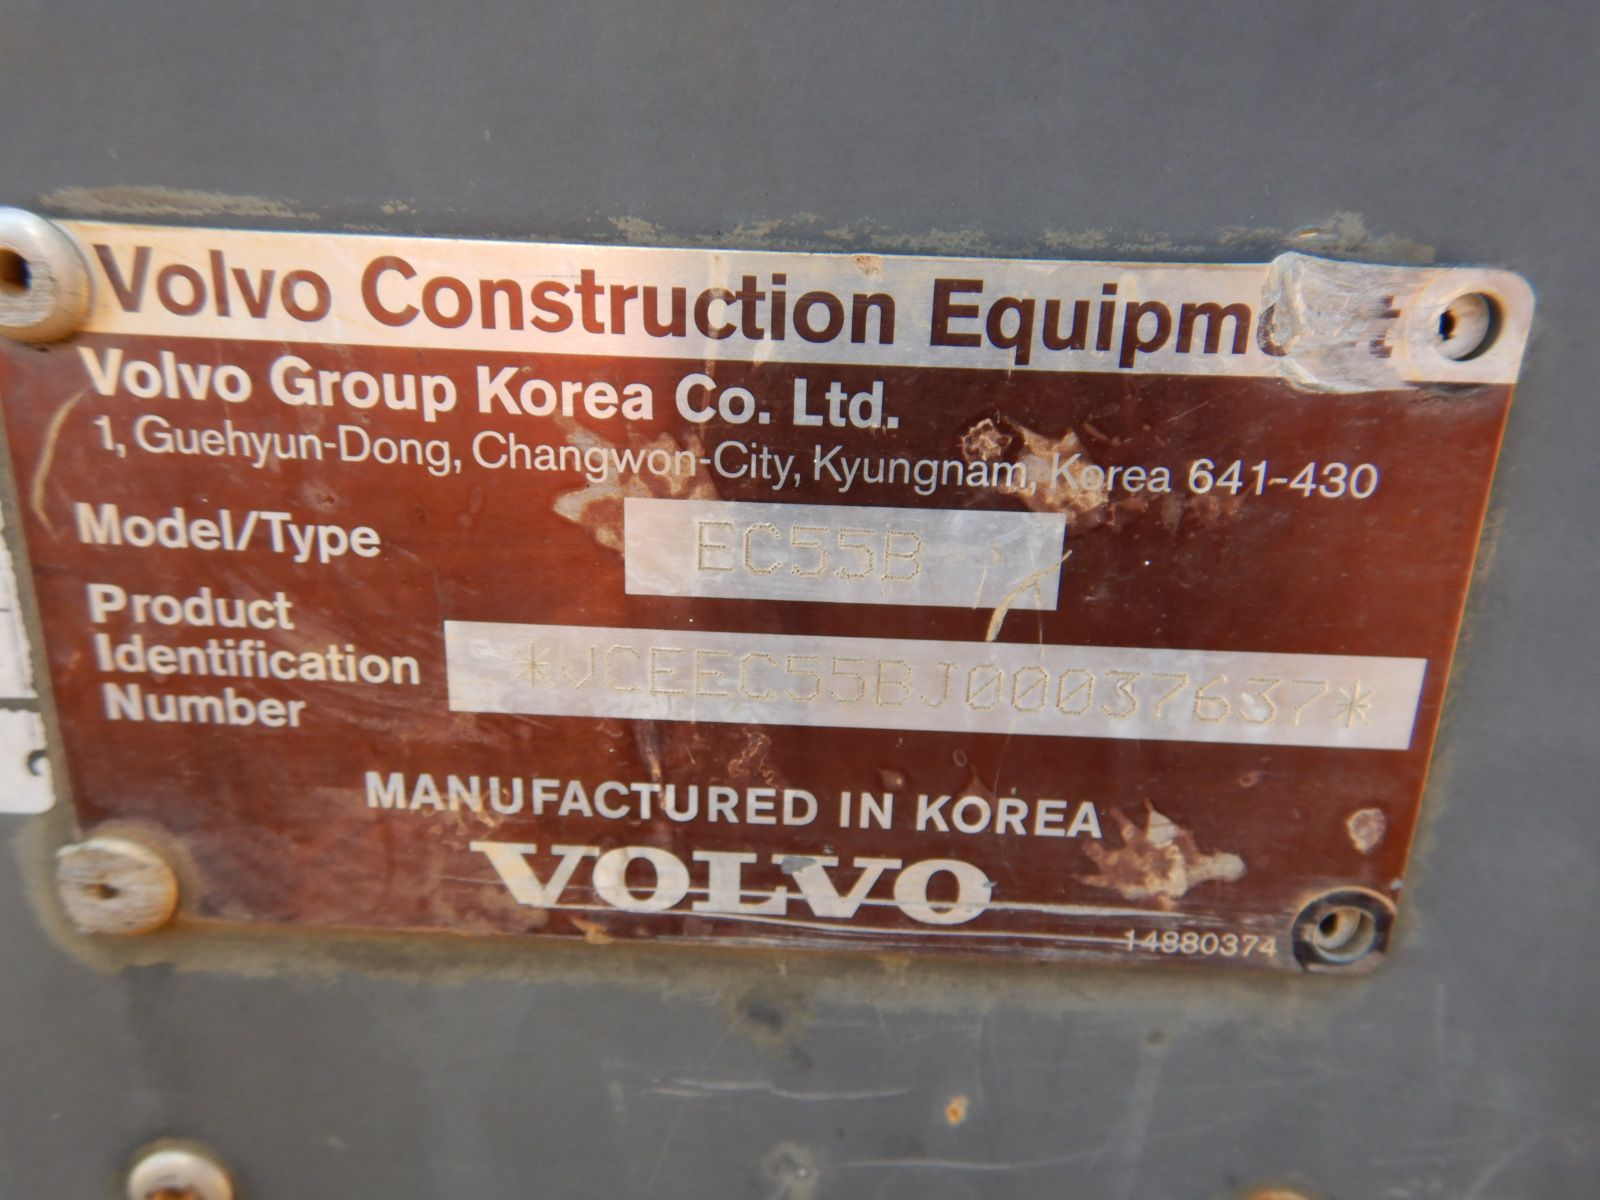 Volvo Construction
Volvo Group Korea Co. Ltd.
1, Guehyun-Dong, Changwon-City, Kyungnam, Korea 641-430
Model/Type EC55B
Product
Identification
Number
*VCEEC55BJ00037637*
MANUFACTURED IN KOREA
VOLVO
14880374